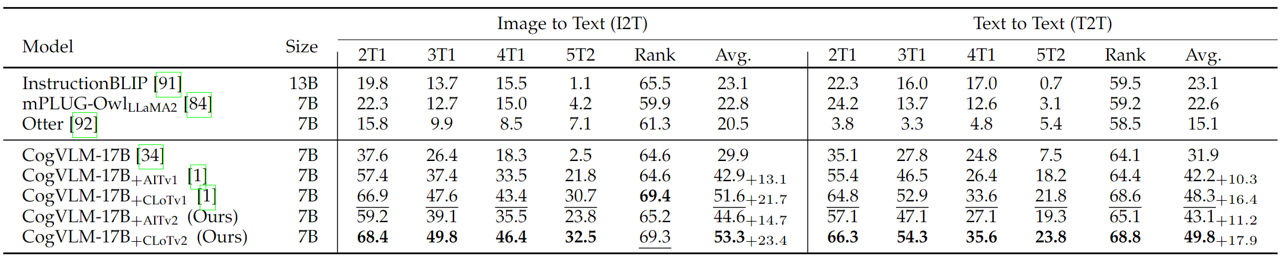 Model Size Image to Text (I2T) Text to Text (T2T)
2T1 3T1 4T1 5T2 Rank Avg. 2T1 3T1 4T1 5T2 Rank Avg.
InstructionBLIP [91] 13B 19.8 13.7 15.5 1.1 65.5 23.1 22.3 16.0 17.0 0.7 59.5 23.1
mPLUG-OwlLLaMA2 [84] 7B 22.3 12.7 15.0 4.2 59.9 22.8 24.2 13.7 12.6 3.1 59.2 22.6
Otter [92] 7B 15.8 9.9 8.5 7.1 61.3 20.5 3.8 3.3 4.8 5.4 58.5 15.1
CogVLM-17B [34] 7B 37.6 26.4 18.3 2.5 64.6 29.9 35.1 27.8 24.8 7.5 64.1 31.9
CogVLM-17B+AITv1 [1] 7B 57.4 37.4 33.5 21.8 64.6 42.9+13.1 55.4 46.5 26.4 18.2 64.4 42.2+10.3
CogVLM-17B+CLoTv1 [1] 7B 66.9 47.6 43.4 30.7 69.4 51.6+21.7 64.8 52.9 33.6 21.8 68.6 48.3+16.4
CogVLM-17B+AITv2 (Ours) 7B 59.2 39.1 35.5 23.8 65.2 44.6+14.7 57.1 47.1 27.1 19.3 65.1 43.1+11.2
CogVLM-17B+CLoTv2 (Ours) 7B 68.4 49.8 46.4 32.5 69.3 53.3+23.4 66.3 54.3 35.6 23.8 68.8 49.8+17.9